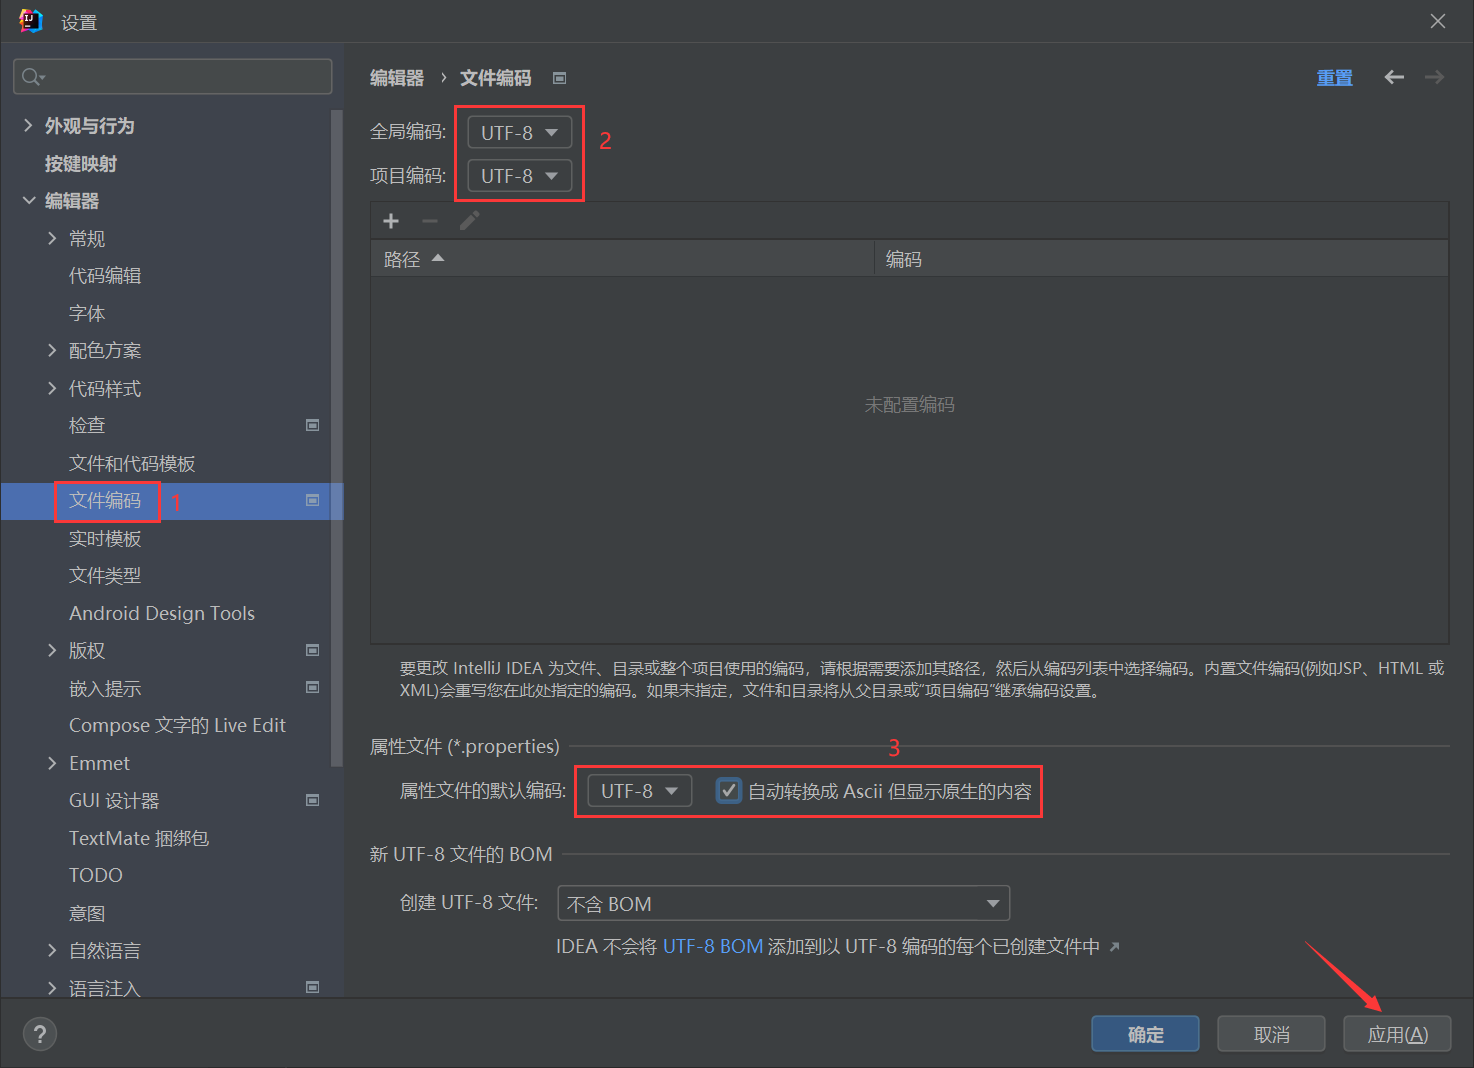 设置
外观与行为
按键映射
编辑器
常规
代码编辑
字体
配色方案
代码样式
检查
文件和代码模板
文件编码 1
实时模板
文件类型
Android Design Tools
版权
嵌入提示
Compose 文字的 Live Edit
Emmet
GUI 设计器
TextMate 捆绑包
TODO
意图
自然语言
语言注入
编辑器 › 文件编码
重置
全局编码: UTF-8
2
项目编码: UTF-8
路径 编码
未配置编码
要更改 IntelliJ IDEA 为文件、目录或整个项目使用的编码，请根据需要添加其路径，然后从编码列表中选择编码。内置文件编码(例如JSP、HTML 或
XML)会重写您在此处指定的编码。如果未指定，文件和目录将从父目录或"项目编码"继承编码设置。
属性文件 (*.properties)
3
属性文件的默认编码: UTF-8 自动转换成 Ascii 但显示原生的内容
新 UTF-8 文件的 BOM
创建 UTF-8 文件: 不含 BOM
IDEA 不会将 UTF-8 BOM 添加到以 UTF-8 编码的每个已创建文件中
? 确定 取消 应用(A)